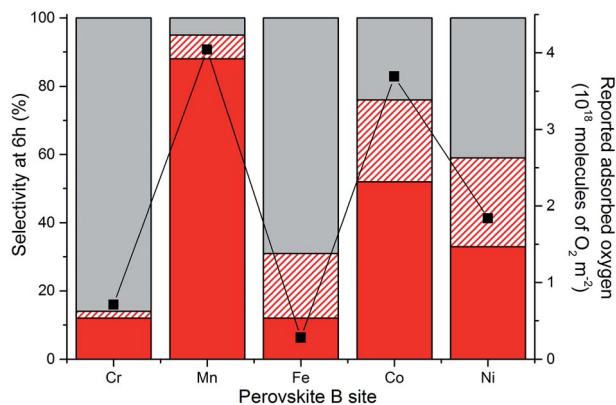 Selectivity at 6h (%)
100
80
60
40
20
0
Cr Mn Fe Co Ni
Perovskite B site
4
3
2
1
0
Reported adsorbed oxygen
(10¹⁸ molecules of O₂ m⁻²)